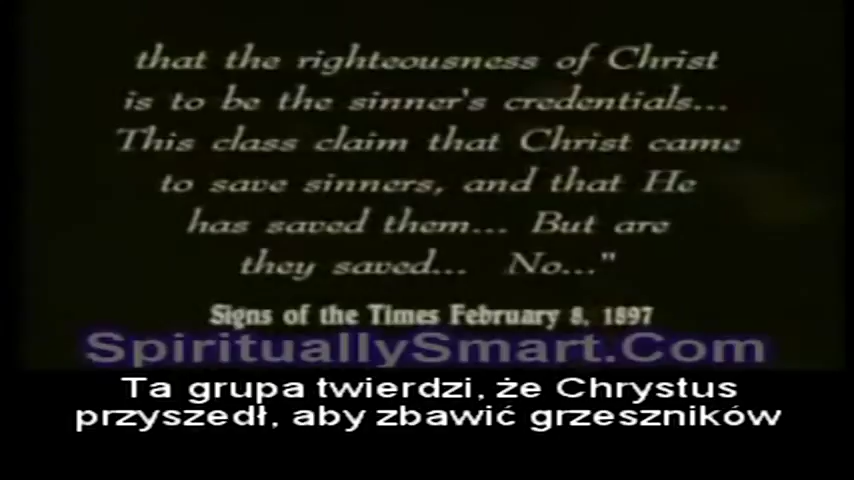 that the righteousness of Christ
is to be the sinner's credentials...
This class claim that Christ came
to save sinners, and that He
has saved them... But are
they saved... No..."
Signs of the Times February 8, 1897
SpirituallySmart.Com
Ta grupa twierdzi, że Chrystus
przyszedł, aby zbawić grzeszników